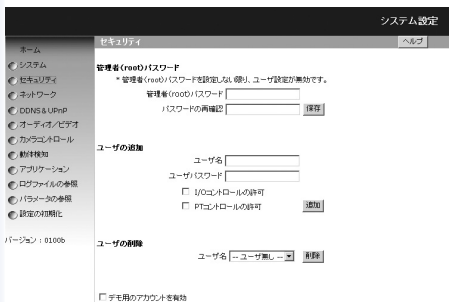 システム設定
ホーム
システム
セキュリティ
ネットワーク
DDNS & UPnP
オーディオ/ビデオ
カメラコントロール
動体検知
アプリケーション
ログファイルの参照
パラメータの参照
設定の初期化
バージョン：0100b
セキュリティ
ヘルプ
管理者(root)パスワード
* 管理者(root)パスワードを設定しない限り、ユーザ設定が無効です。
管理者(root)パスワード
パスワードの再確認
保存
ユーザの追加
ユーザ名
ユーザパスワード
I/Oコントロールの許可
PTコントロールの許可
追加
ユーザの削除
ユーザ名
-- ユーザ無し --
削除
デモ用のアカウントを有効